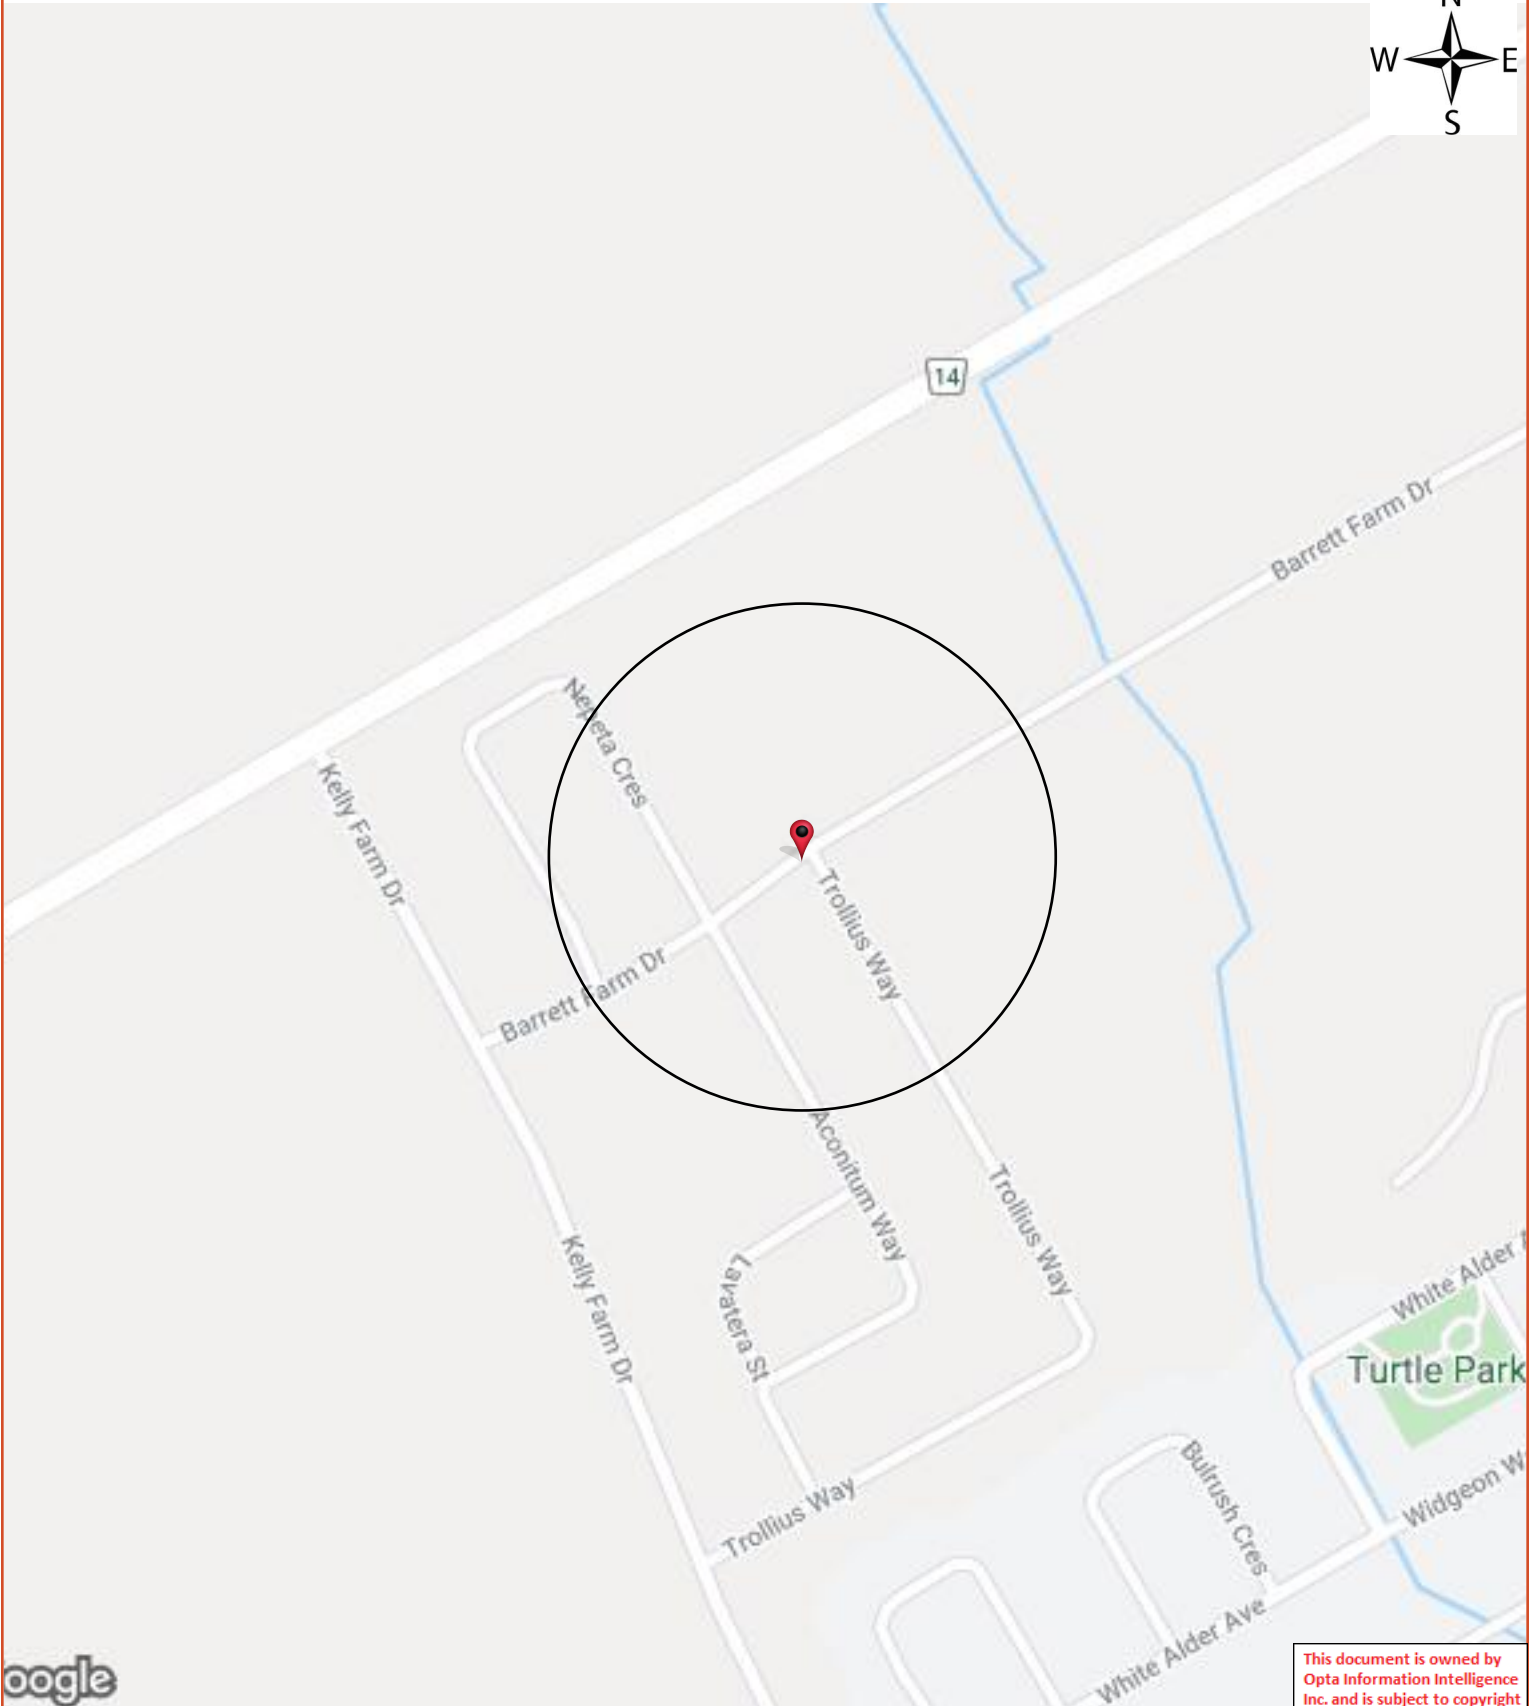 N
W E
S
14
Barrett Farm Dr
Nepeta Cres
Kelly Farm Dr
Trollius Way
Barrett Farm Dr
Aconitum Way
Trollius Way
Kelly Farm Dr
Lavatera St
White Alder A
Turtle Park
Bulrush Cres
Widgeon W
Trollius Way
White Alder Ave
oogle
This document is owned by
Opta Information Intelligence
Inc. and is subject to copyright